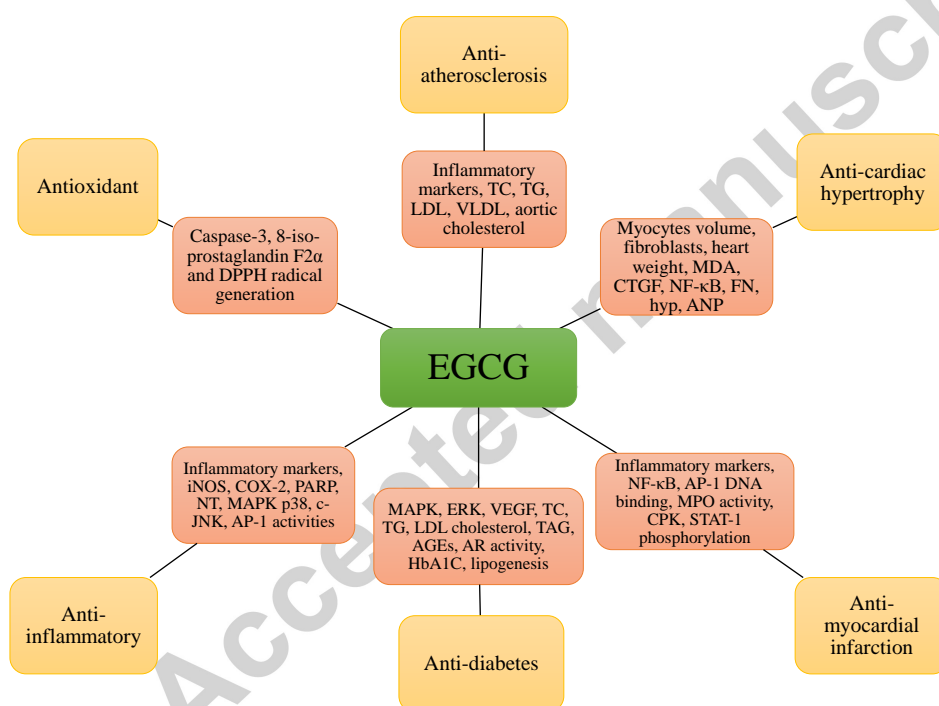 Anti-
atherosclerosis
Antioxidant
Anti-cardiac
hypertrophy
Inflammatory
markers, TC, TG,
LDL, VLDL, aortic
cholesterol
Caspase-3, 8-iso-
prostaglandin F2α
and DPPH radical
generation
Myocytes volume,
fibroblasts, heart
weight, MDA,
CTGF, NF-κB, FN,
hyp, ANP
EGCG
Inflammatory markers,
iNOS, COX-2, PARP,
NT, MAPK p38, c-
JNK, AP-1 activities
MAPK, ERK, VEGF, TC,
TG, LDL cholesterol, TAG,
AGEs, AR activity,
HbA1C, lipogenesis
Inflammatory markers,
NF-κB, AP-1 DNA
binding, MPO activity,
CPK, STAT-1
phosphorylation
Anti-
inflammatory
Anti-diabetes
Anti-
myocardial
infarction
Accepted manusc